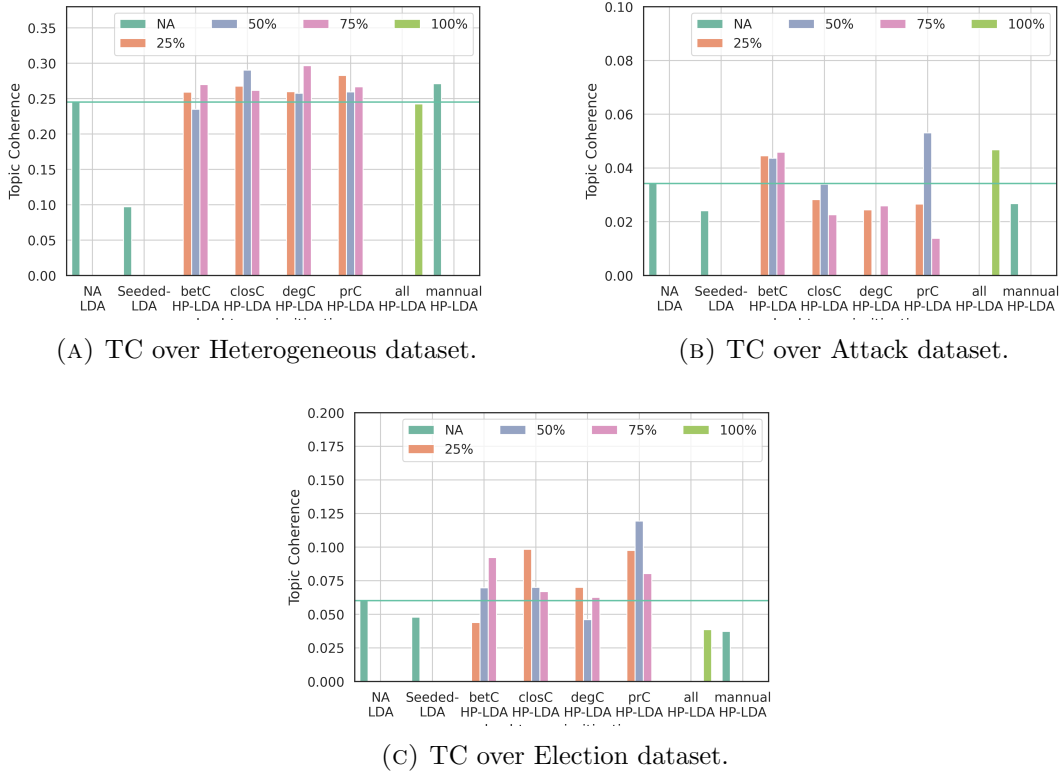 NA 50% 75% 100%
25%
Topic Coherence
0.35
0.30
0.25
0.20
0.15
0.10
0.05
0.00
NA Seeded- betC closC degC prC all mannual
LDA LDA HP-LDA HP-LDA HP-LDA HP-LDA HP-LDA HP-LDA
(A) TC over Heterogeneous dataset.
NA 50% 75% 100%
25%
Topic Coherence
0.10
0.08
0.06
0.04
0.02
0.00
NA Seeded- betC closC degC prC all mannual
LDA LDA HP-LDA HP-LDA HP-LDA HP-LDA HP-LDA HP-LDA
(B) TC over Attack dataset.
NA 50% 75% 100%
25%
Topic Coherence
0.200
0.175
0.150
0.125
0.100
0.075
0.050
0.025
0.000
NA Seeded- betC closC degC prC all mannual
LDA LDA HP-LDA HP-LDA HP-LDA HP-LDA HP-LDA HP-LDA
(C) TC over Election dataset.